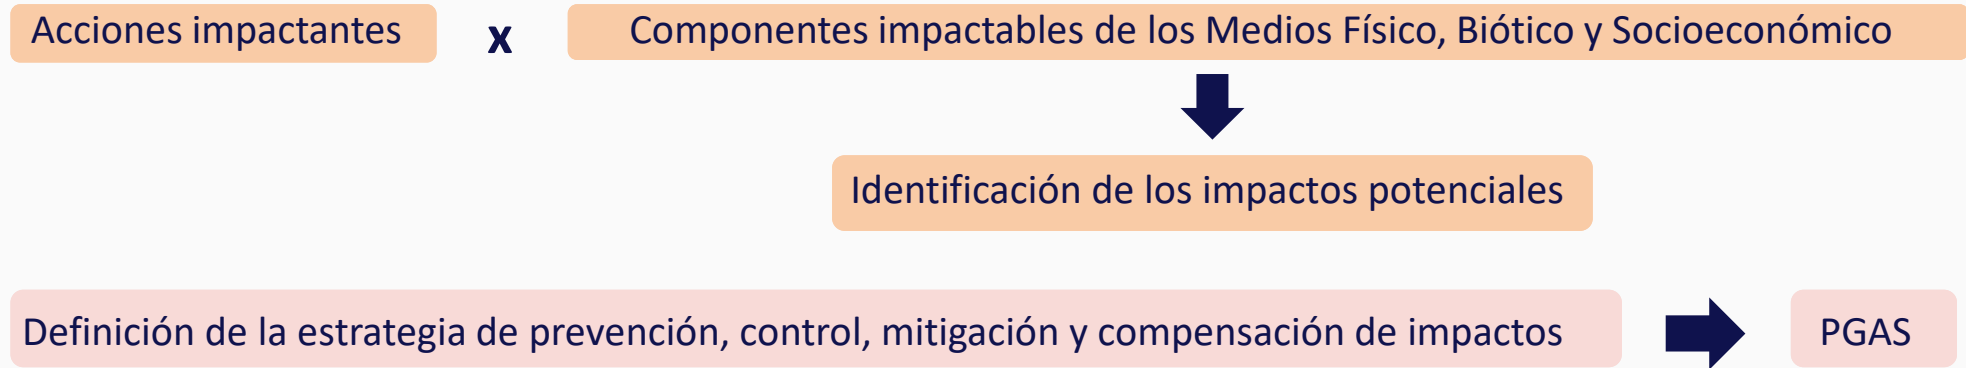 Acciones impactantes x Componentes impactables de los Medios Físico, Biótico y Socioeconómico
Identificación de los impactos potenciales
Definición de la estrategia de prevención, control, mitigación y compensación de impactos PGAS